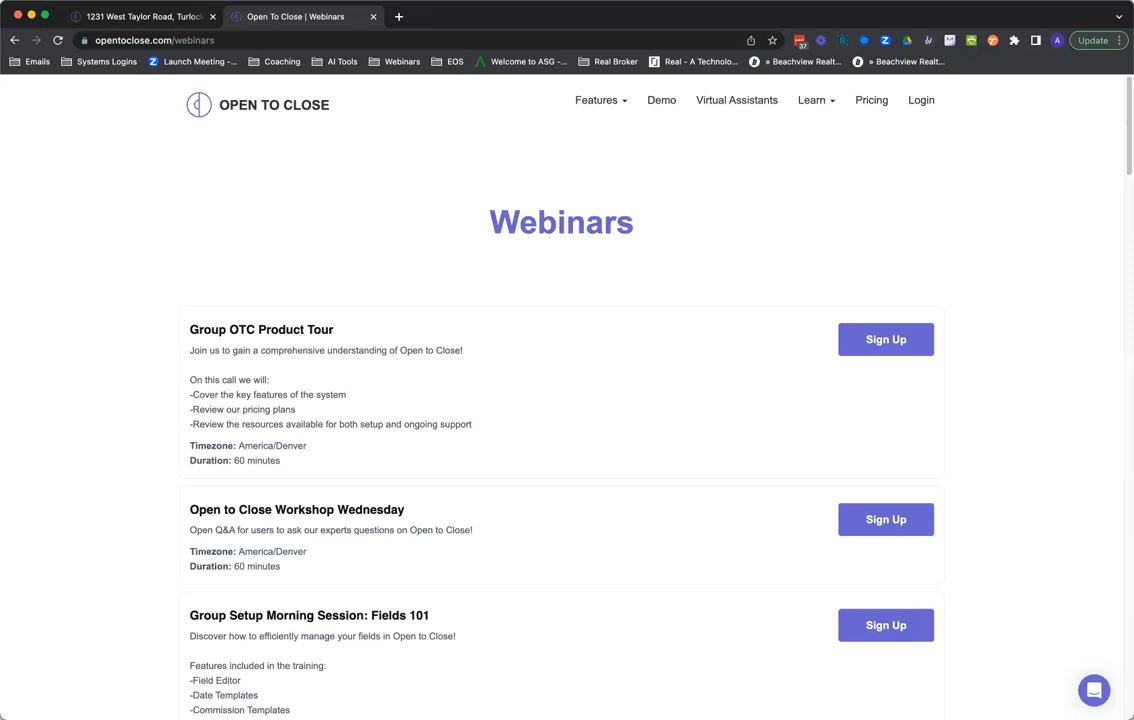 1231 West Taylor Road, Turlock
Open To Close | Webinars
opentoclose.com/webinars
37
A
Update
Emails
Systems Logins
Launch Meeting -...
Coaching
AI Tools
Webinars
EOS
Welcome to ASG -...
Real Broker
Real - A Technolo...
» Beachview Realt...
» Beachview Realt...
OPEN TO CLOSE
Features
Demo
Virtual Assistants
Learn
Pricing
Login
Webinars
Group OTC Product Tour
Sign Up
Join us to gain a comprehensive understanding of Open to Close!
On this call we will:
-Cover the key features of the system
-Review our pricing plans
-Review the resources available for both setup and ongoing support
Timezone: America/Denver
Duration: 60 minutes
Open to Close Workshop Wednesday
Sign Up
Open Q&A for users to ask our experts questions on Open to Close!
Timezone: America/Denver
Duration: 60 minutes
Group Setup Morning Session: Fields 101
Sign Up
Discover how to efficiently manage your fields in Open to Close!
Features included in the training:
-Field Editor
-Date Templates
-Commission Templates